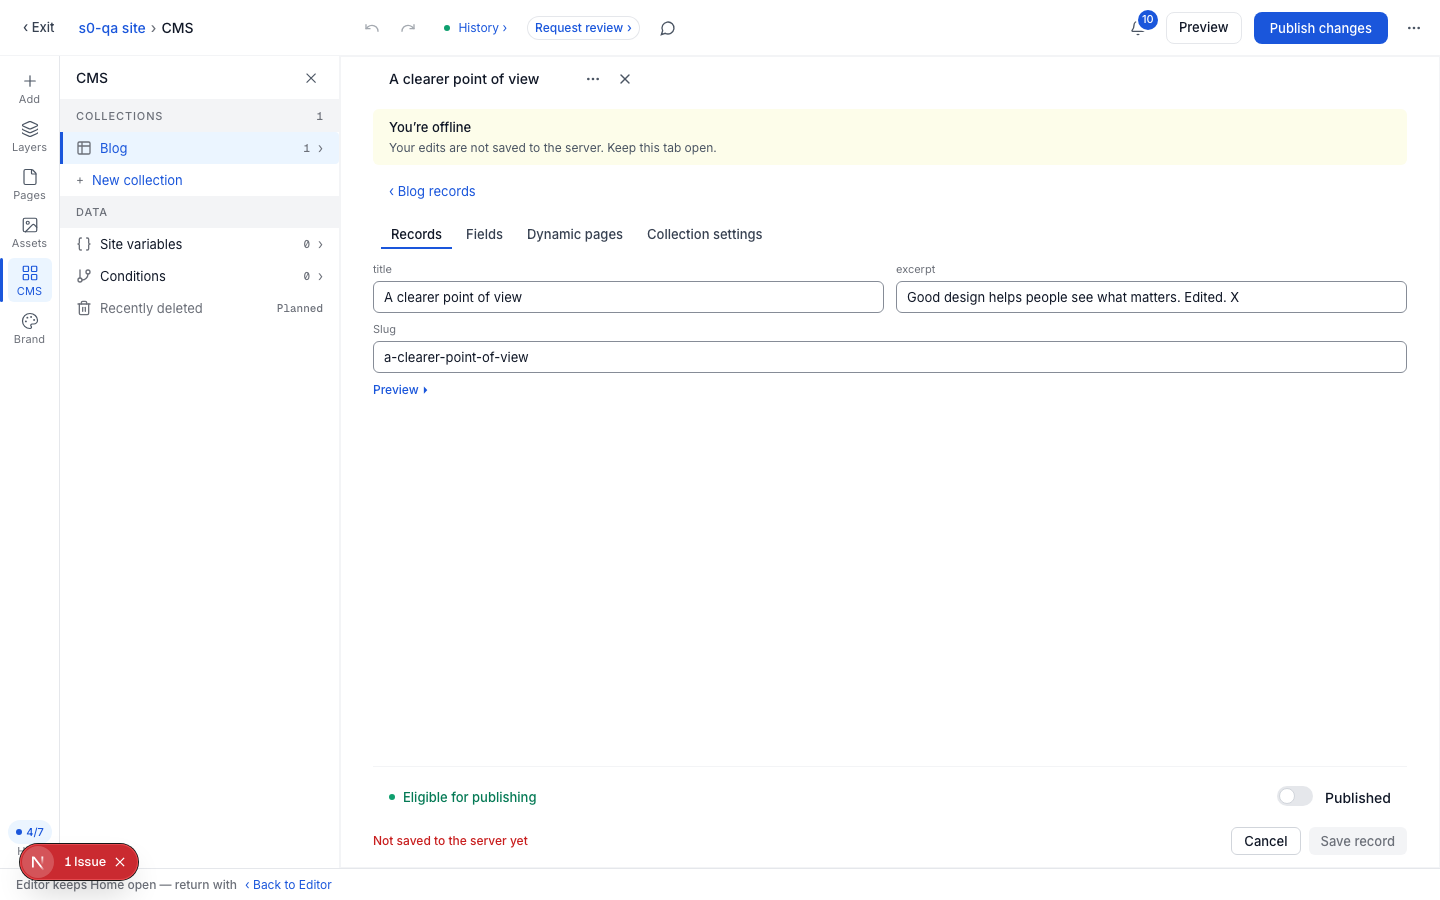 ‹ Exit
s0-qa site › CMS
History ›
Request review ›
10
Preview
Publish changes
Add
Layers
Pages
Assets
CMS
Brand
4/7
CMS
COLLECTIONS 1
Blog 1 ›
+ New collection
DATA
Site variables 0 ›
Conditions 0 ›
Recently deleted Planned
A clearer point of view
You’re offline
Your edits are not saved to the server. Keep this tab open.
‹ Blog records
Records Fields Dynamic pages Collection settings
title
A clearer point of view
excerpt
Good design helps people see what matters. Edited. X
Slug
a-clearer-point-of-view
Preview
Eligible for publishing
Published
Not saved to the server yet
Cancel
Save record
N 1 Issue
Editor keeps Home open — return with ‹ Back to Editor